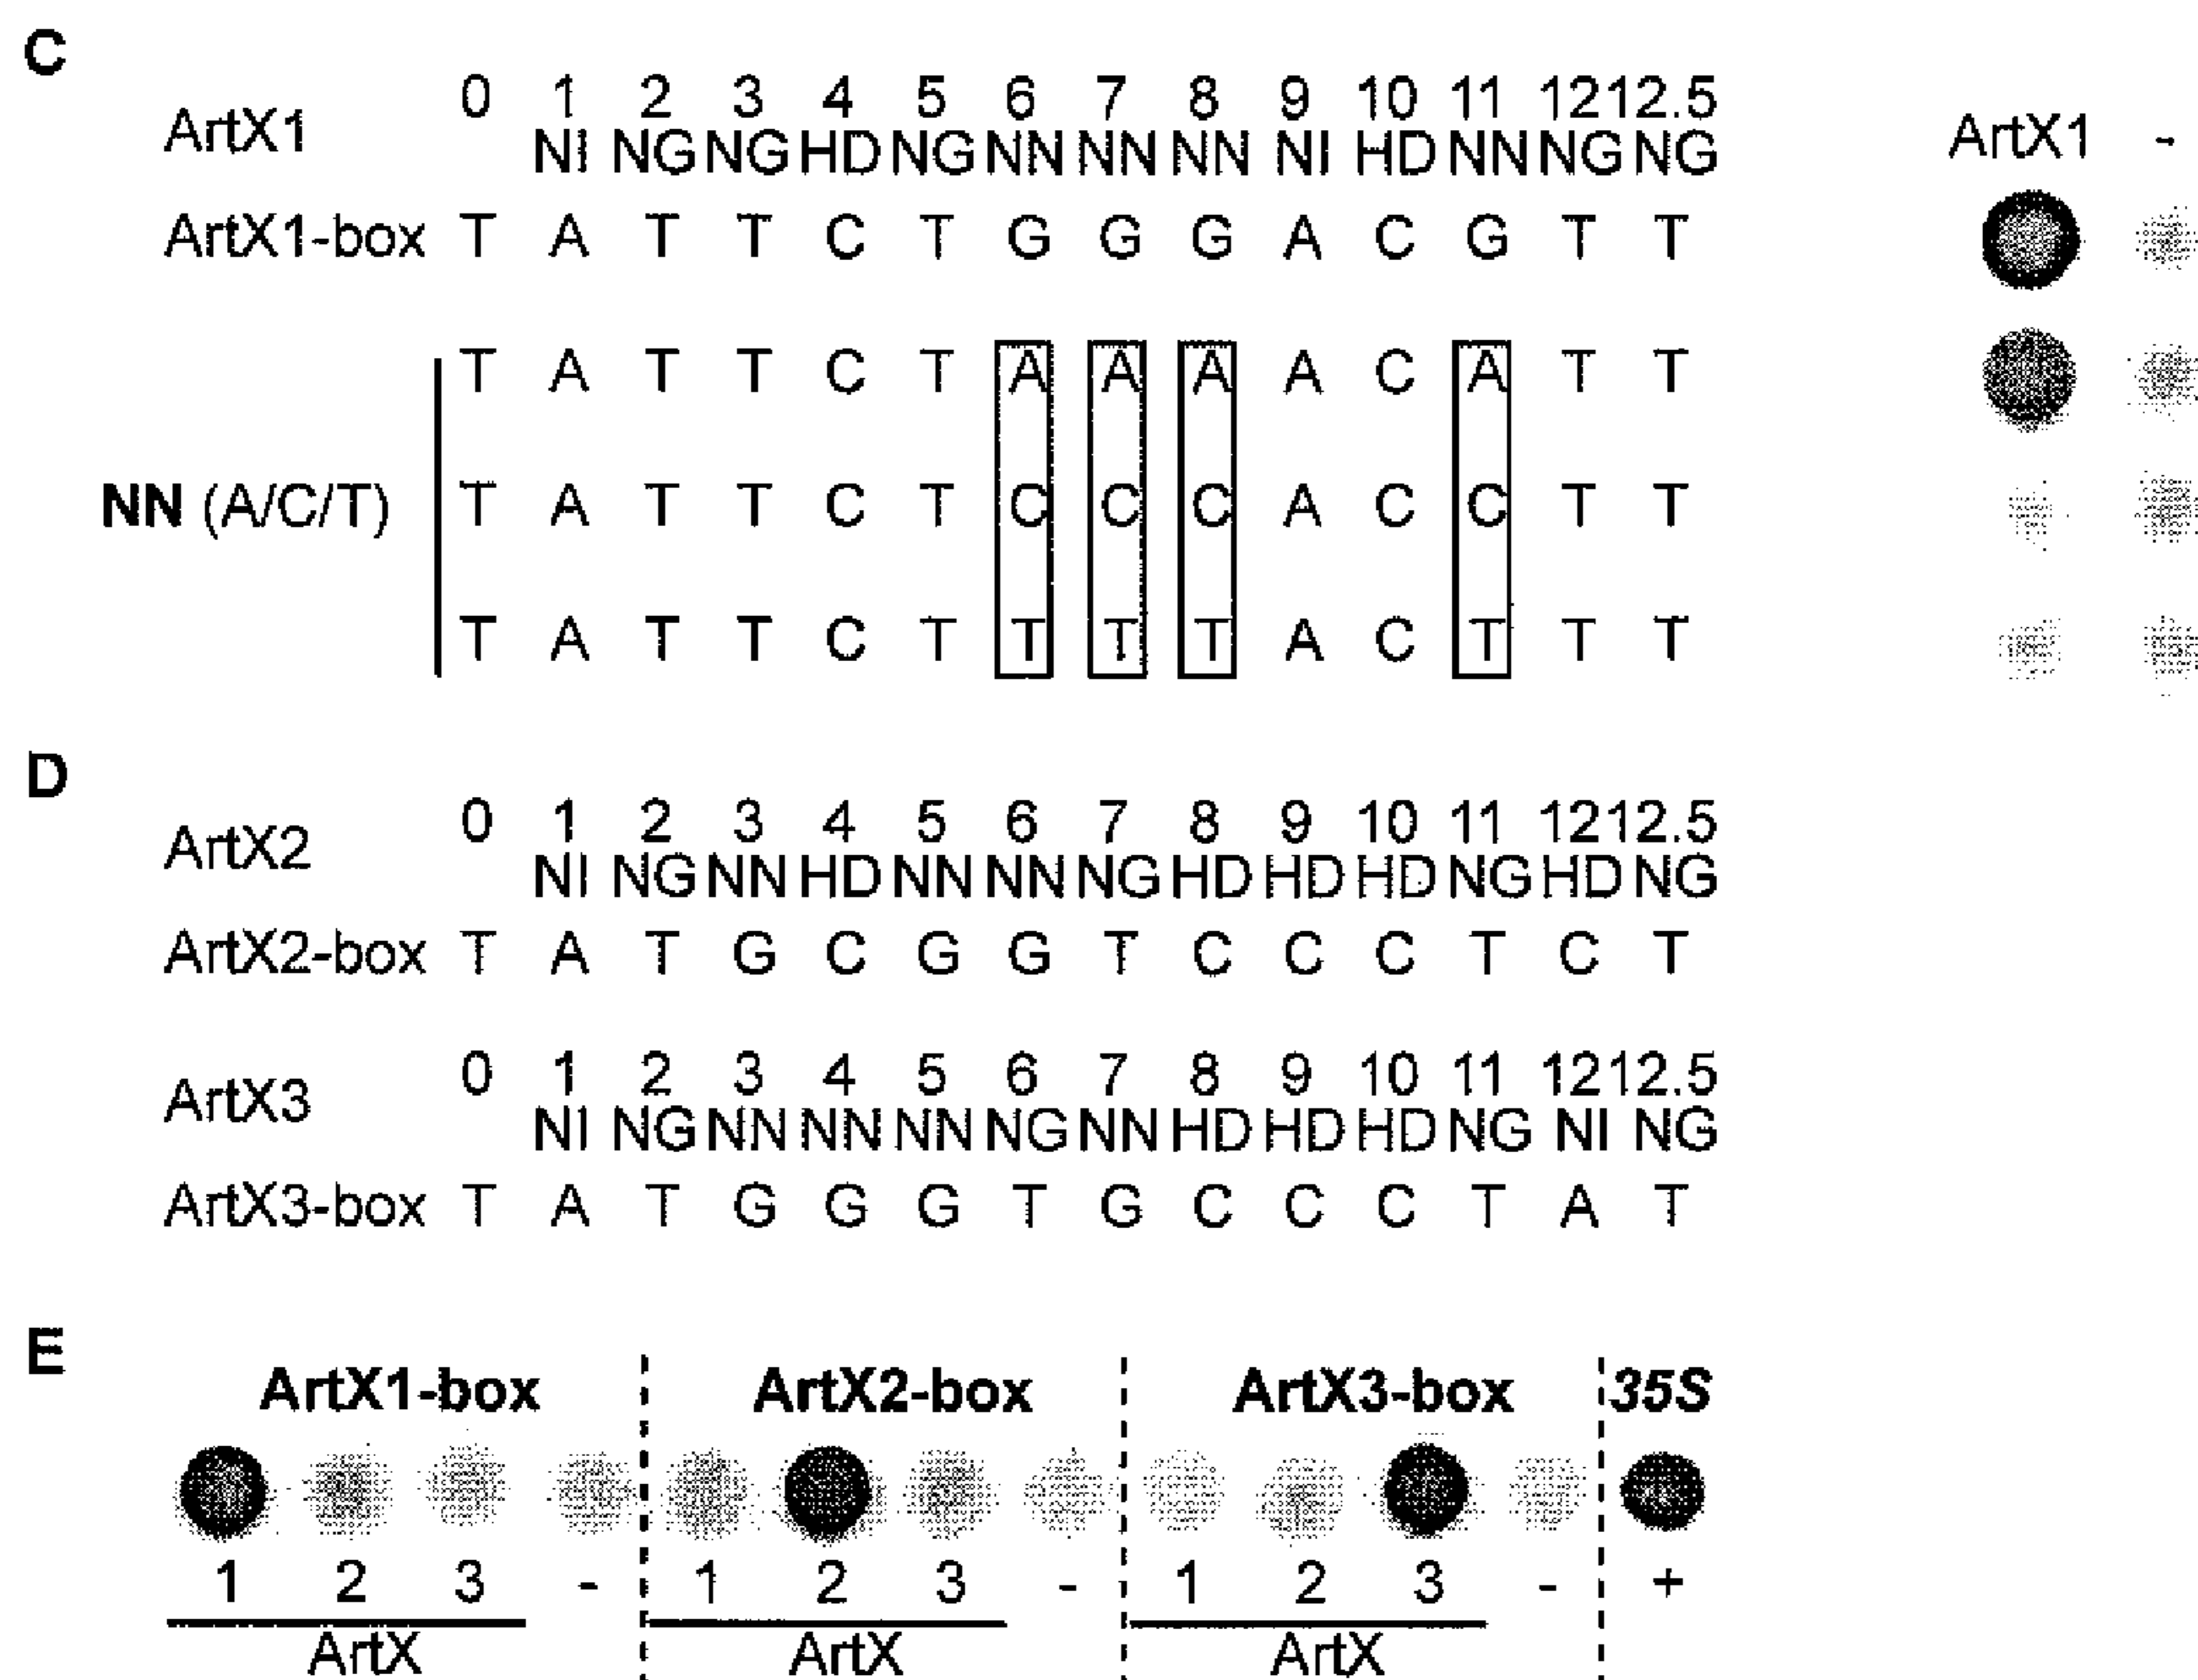 C
0 1 2 3 4 5 6 7 8 9 10 11 12 12.5
ArtX1 NI NG NG HD NG NN NN NN NI HD NN NG NG ArtX1 -
ArtX1-box T A T T C T G G G A C G T T
T A T T C T A A A A C A T T
NN (A/C/T) T A T T C T C C C A C C T T
T A T T C T T T T A C T T T
D
0 1 2 3 4 5 6 7 8 9 10 11 12 12.5
ArtX2 NI NG NN HD NN NN NG HD HD HD NG HD NG
ArtX2-box T A T G C G G T C C C T C T
0 1 2 3 4 5 6 7 8 9 10 11 12 12.5
ArtX3 NI NG NN NN NN NG NN HD HD HD NG NI NG
ArtX3-box T A T G G G T G C C C T A T
E
ArtX1-box ArtX2-box ArtX3-box 35S
1 2 3 - 1 2 3 - 1 2 3 - +
ArtX ArtX ArtX